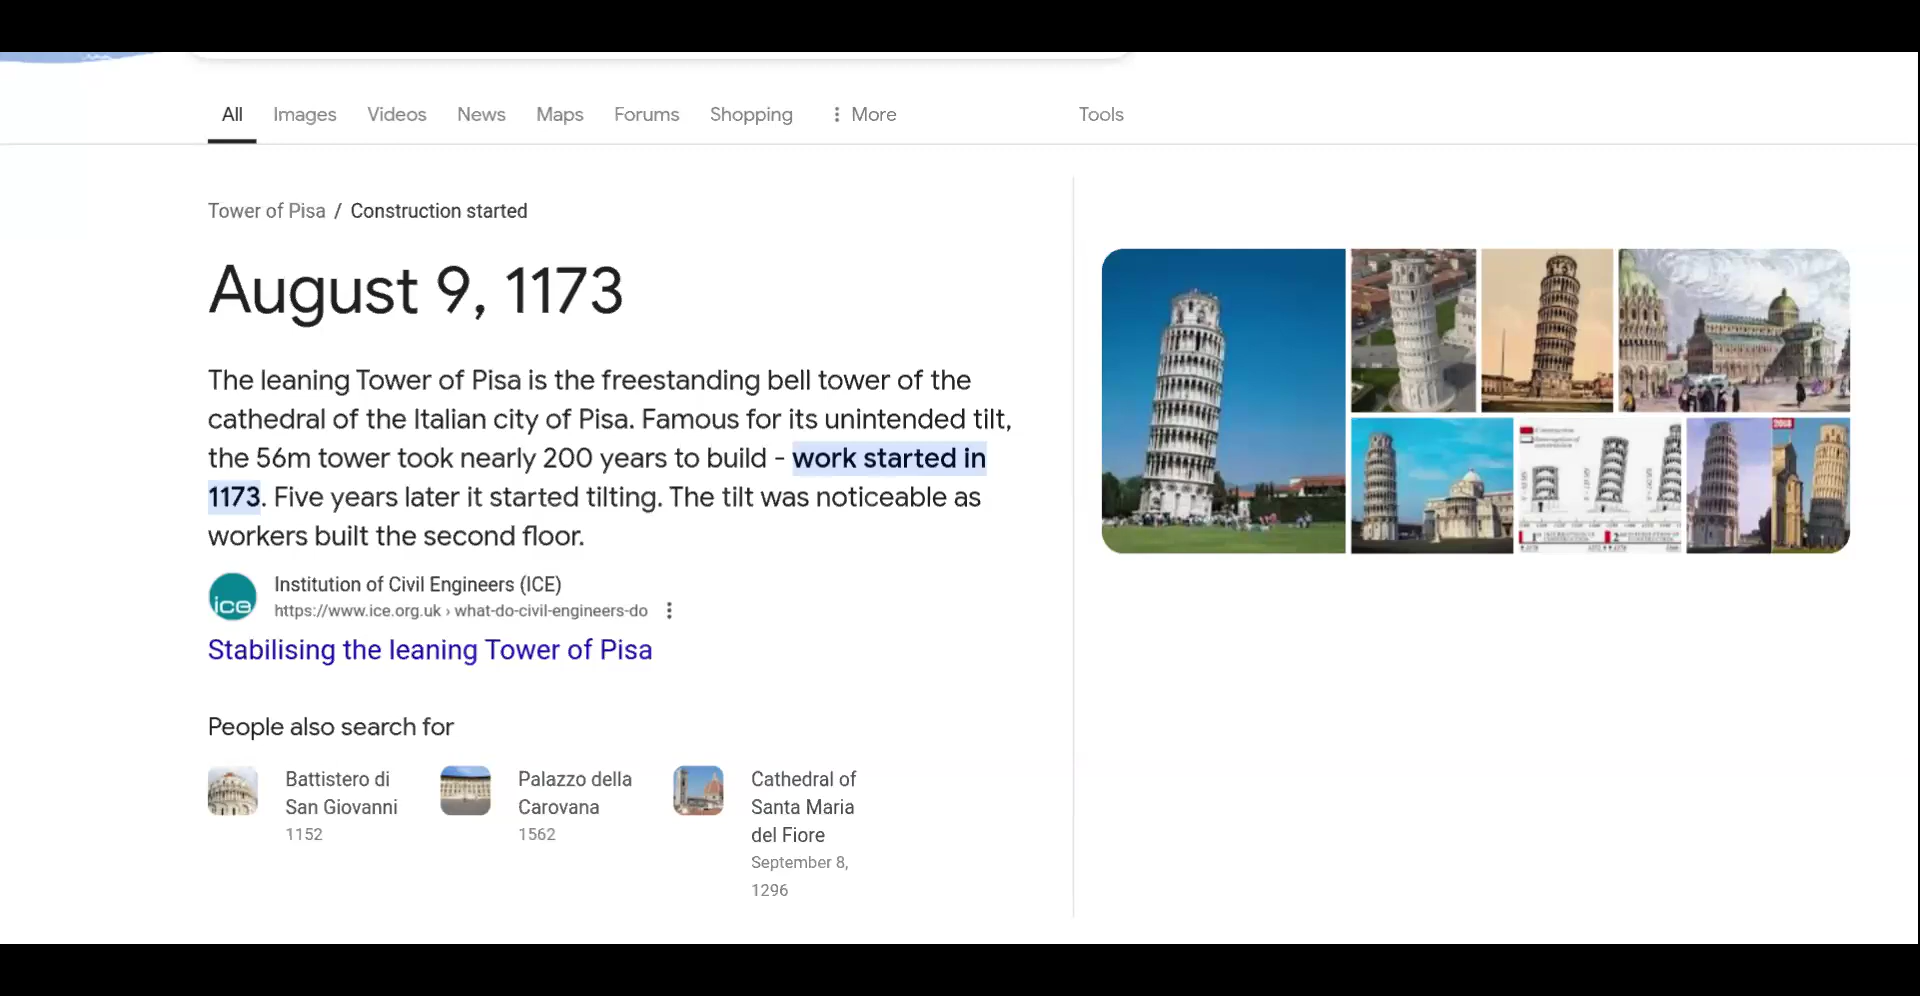 All Images Videos News Maps Forums Shopping More Tools
Tower of Pisa / Construction started
August 9, 1173
The leaning Tower of Pisa is the freestanding bell tower of the
cathedral of the Italian city of Pisa. Famous for its unintended tilt,
the 56m tower took nearly 200 years to build - work started in
1173. Five years later it started tilting. The tilt was noticeable as
workers built the second floor.
ice
Institution of Civil Engineers (ICE)
https://www.ice.org.uk › what-do-civil-engineers-do
Stabilising the leaning Tower of Pisa
People also search for
Battistero di
San Giovanni
1152
Palazzo della
Carovana
1562
Cathedral of
Santa Maria
del Fiore
September 8,
1296